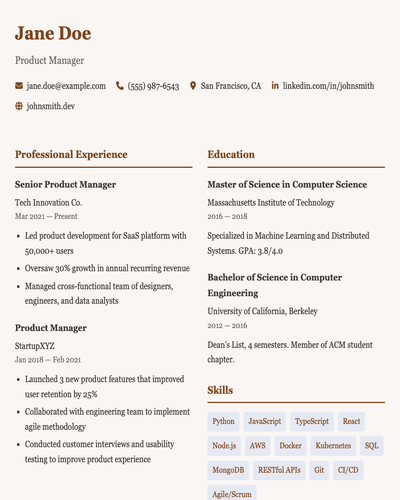 Jane Doe
Product Manager
jane.doe@example.com (555) 987-6543 San Francisco, CA linkedin.com/in/johnsmith
johnsmith.dev
Professional Experience
Senior Product Manager
Tech Innovation Co.
Mar 2021 — Present
• Led product development for SaaS platform with
50,000+ users
• Oversaw 30% growth in annual recurring revenue
• Managed cross-functional team of designers,
engineers, and data analysts
Product Manager
StartupXYZ
Jan 2018 — Feb 2021
• Launched 3 new product features that improved
user retention by 25%
• Collaborated with engineering team to implement
agile methodology
• Conducted customer interviews and usability
testing to improve product experience
Education
Master of Science in Computer Science
Massachusetts Institute of Technology
2016 — 2018
Specialized in Machine Learning and Distributed
Systems. GPA: 3.8/4.0
Bachelor of Science in Computer
Engineering
University of California, Berkeley
2012 — 2016
Dean's List, 4 semesters. Member of ACM student
chapter.
Skills
Python JavaScript TypeScript React
Node.js AWS Docker Kubernetes SQL
MongoDB RESTful APIs Git CI/CD
Agile/Scrum